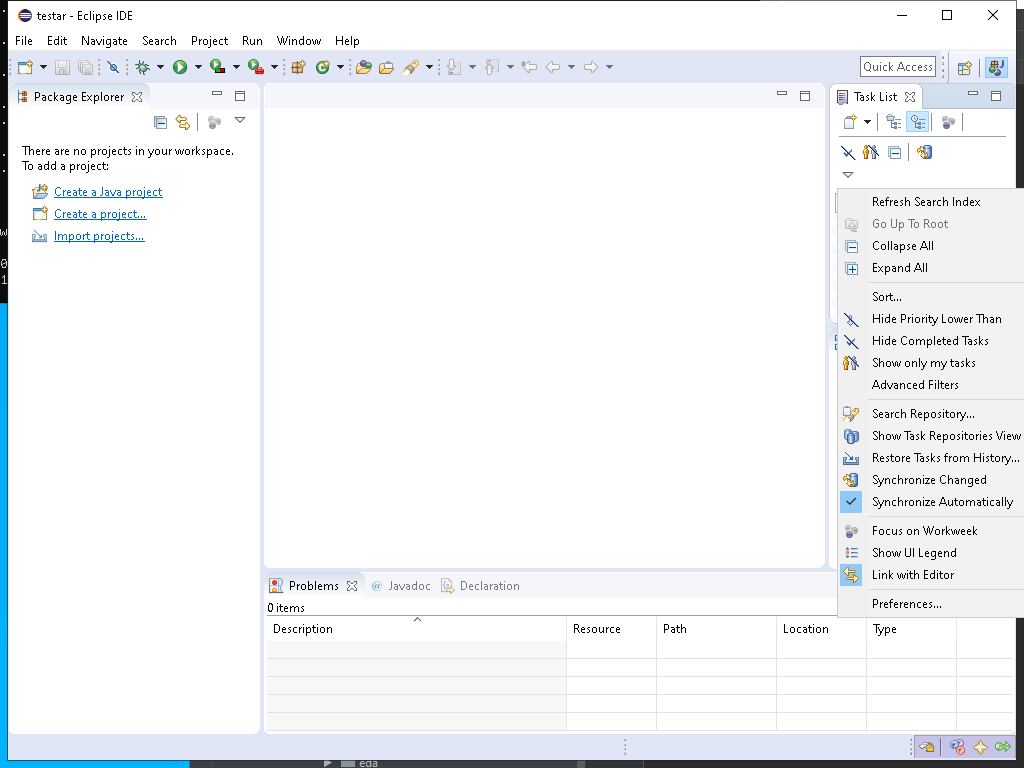 testar - Eclipse IDE
File Edit Navigate Search Project Run Window Help
Quick Access
Package Explorer
Task List
There are no projects in your workspace.
To add a project:
Create a Java project
Create a project...
Import projects...
w
0
1
Refresh Search Index
Go Up To Root
Collapse All
Expand All
Sort...
Hide Priority Lower Than
Hide Completed Tasks
Show only my tasks
Advanced Filters
Search Repository...
Show Task Repositories View
Restore Tasks from History...
Synchronize Changed
Synchronize Automatically
Focus on Workweek
Show UI Legend
Link with Editor
Preferences...
Problems @ Javadoc Declaration
0 items
Description Resource Path Location Type
eda